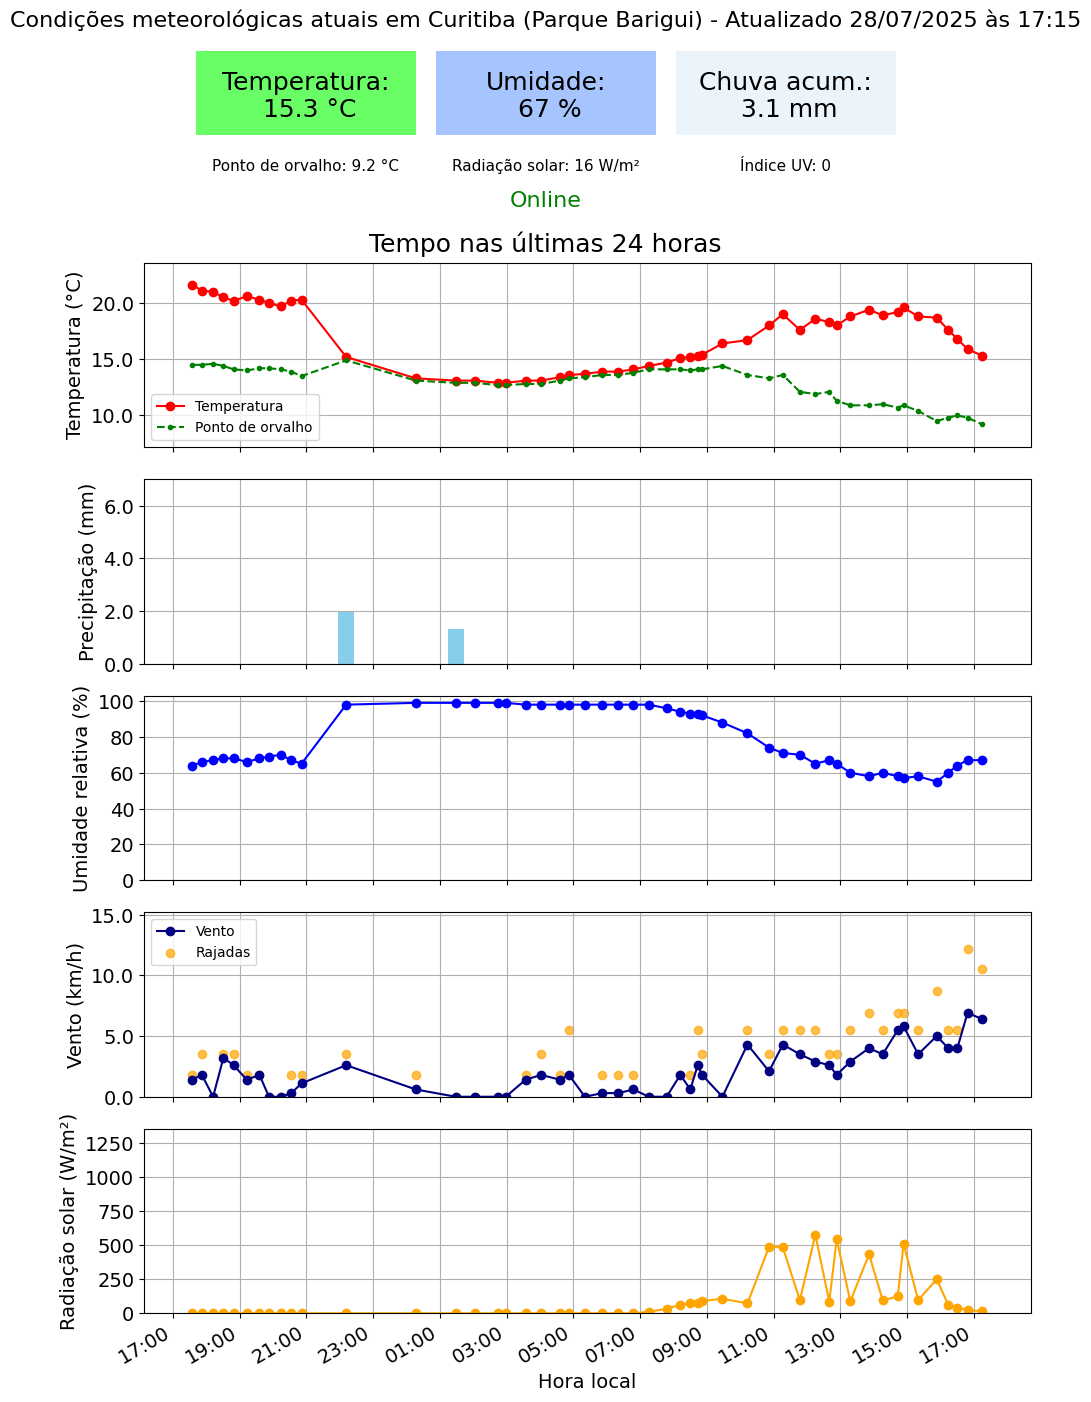 Condições meteorológicas atuais em Curitiba (Parque Barigui) - Atualizado 28/07/2025 às 17:15
Temperatura:
15.3 °C
Umidade:
67 %
Chuva acum.:
3.1 mm
Ponto de orvalho: 9.2 °C
Radiação solar: 16 W/m²
Índice UV: 0
Online
Tempo nas últimas 24 horas
Temperatura (°C)
20.0
15.0
10.0
Temperatura
Ponto de orvalho
Precipitação (mm)
6.0
4.0
2.0
0.0
Umidade relativa (%)
100
80
60
40
20
0
Vento (km/h)
15.0
10.0
5.0
0.0
Vento
Rajadas
Radiação solar (W/m²)
1250
1000
750
500
250
0
17:00
19:00
21:00
23:00
01:00
03:00
05:00
07:00
09:00
11:00
13:00
15:00
17:00
Hora local